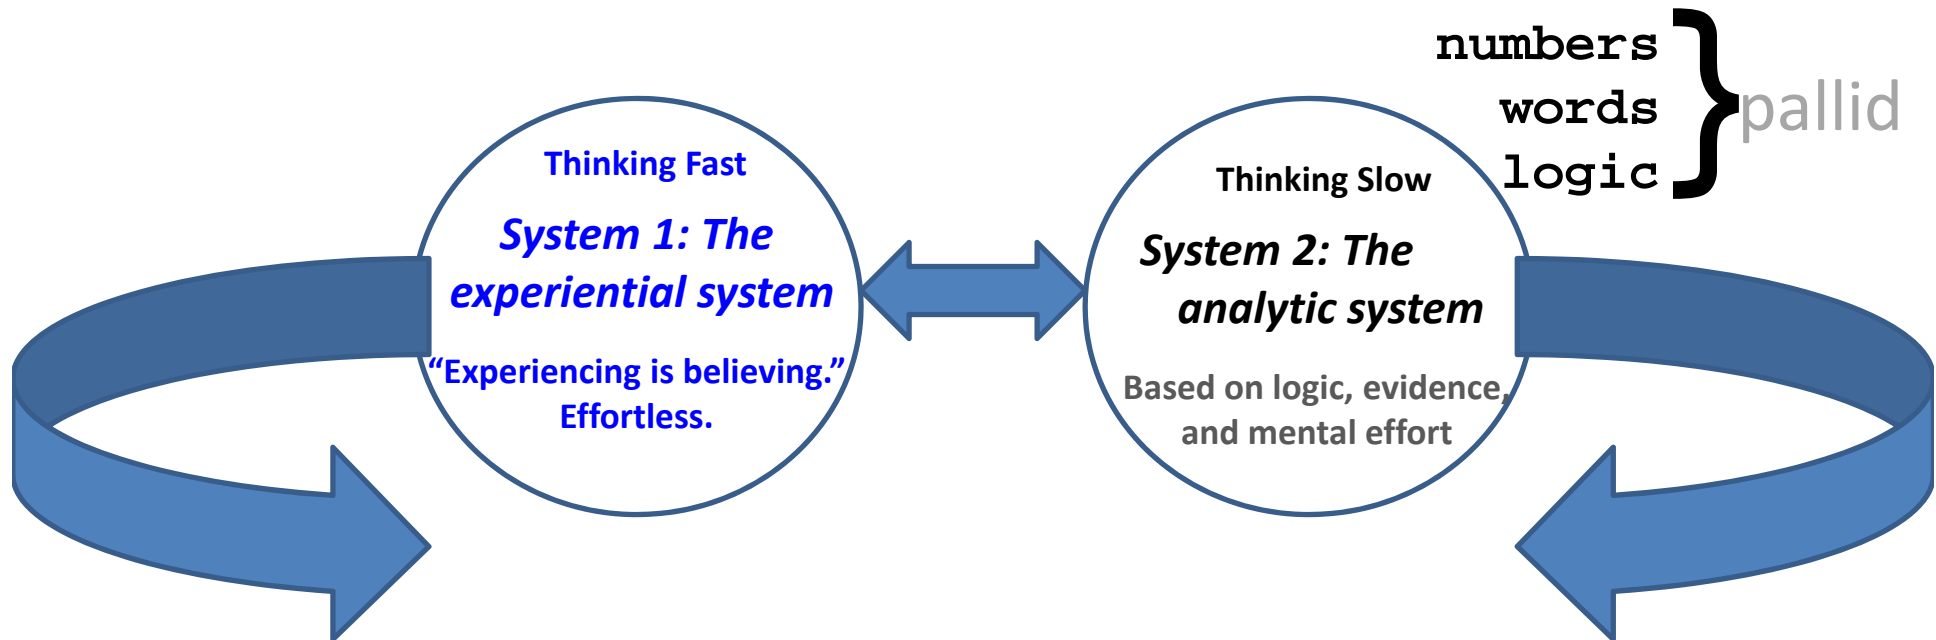 numbers
words
logic
}
pallid
Thinking Fast
System 1: The
experiential system
“Experiencing is believing.”
Effortless.
Thinking Slow
System 2: The
analytic system
Based on logic, evidence,
and mental effort